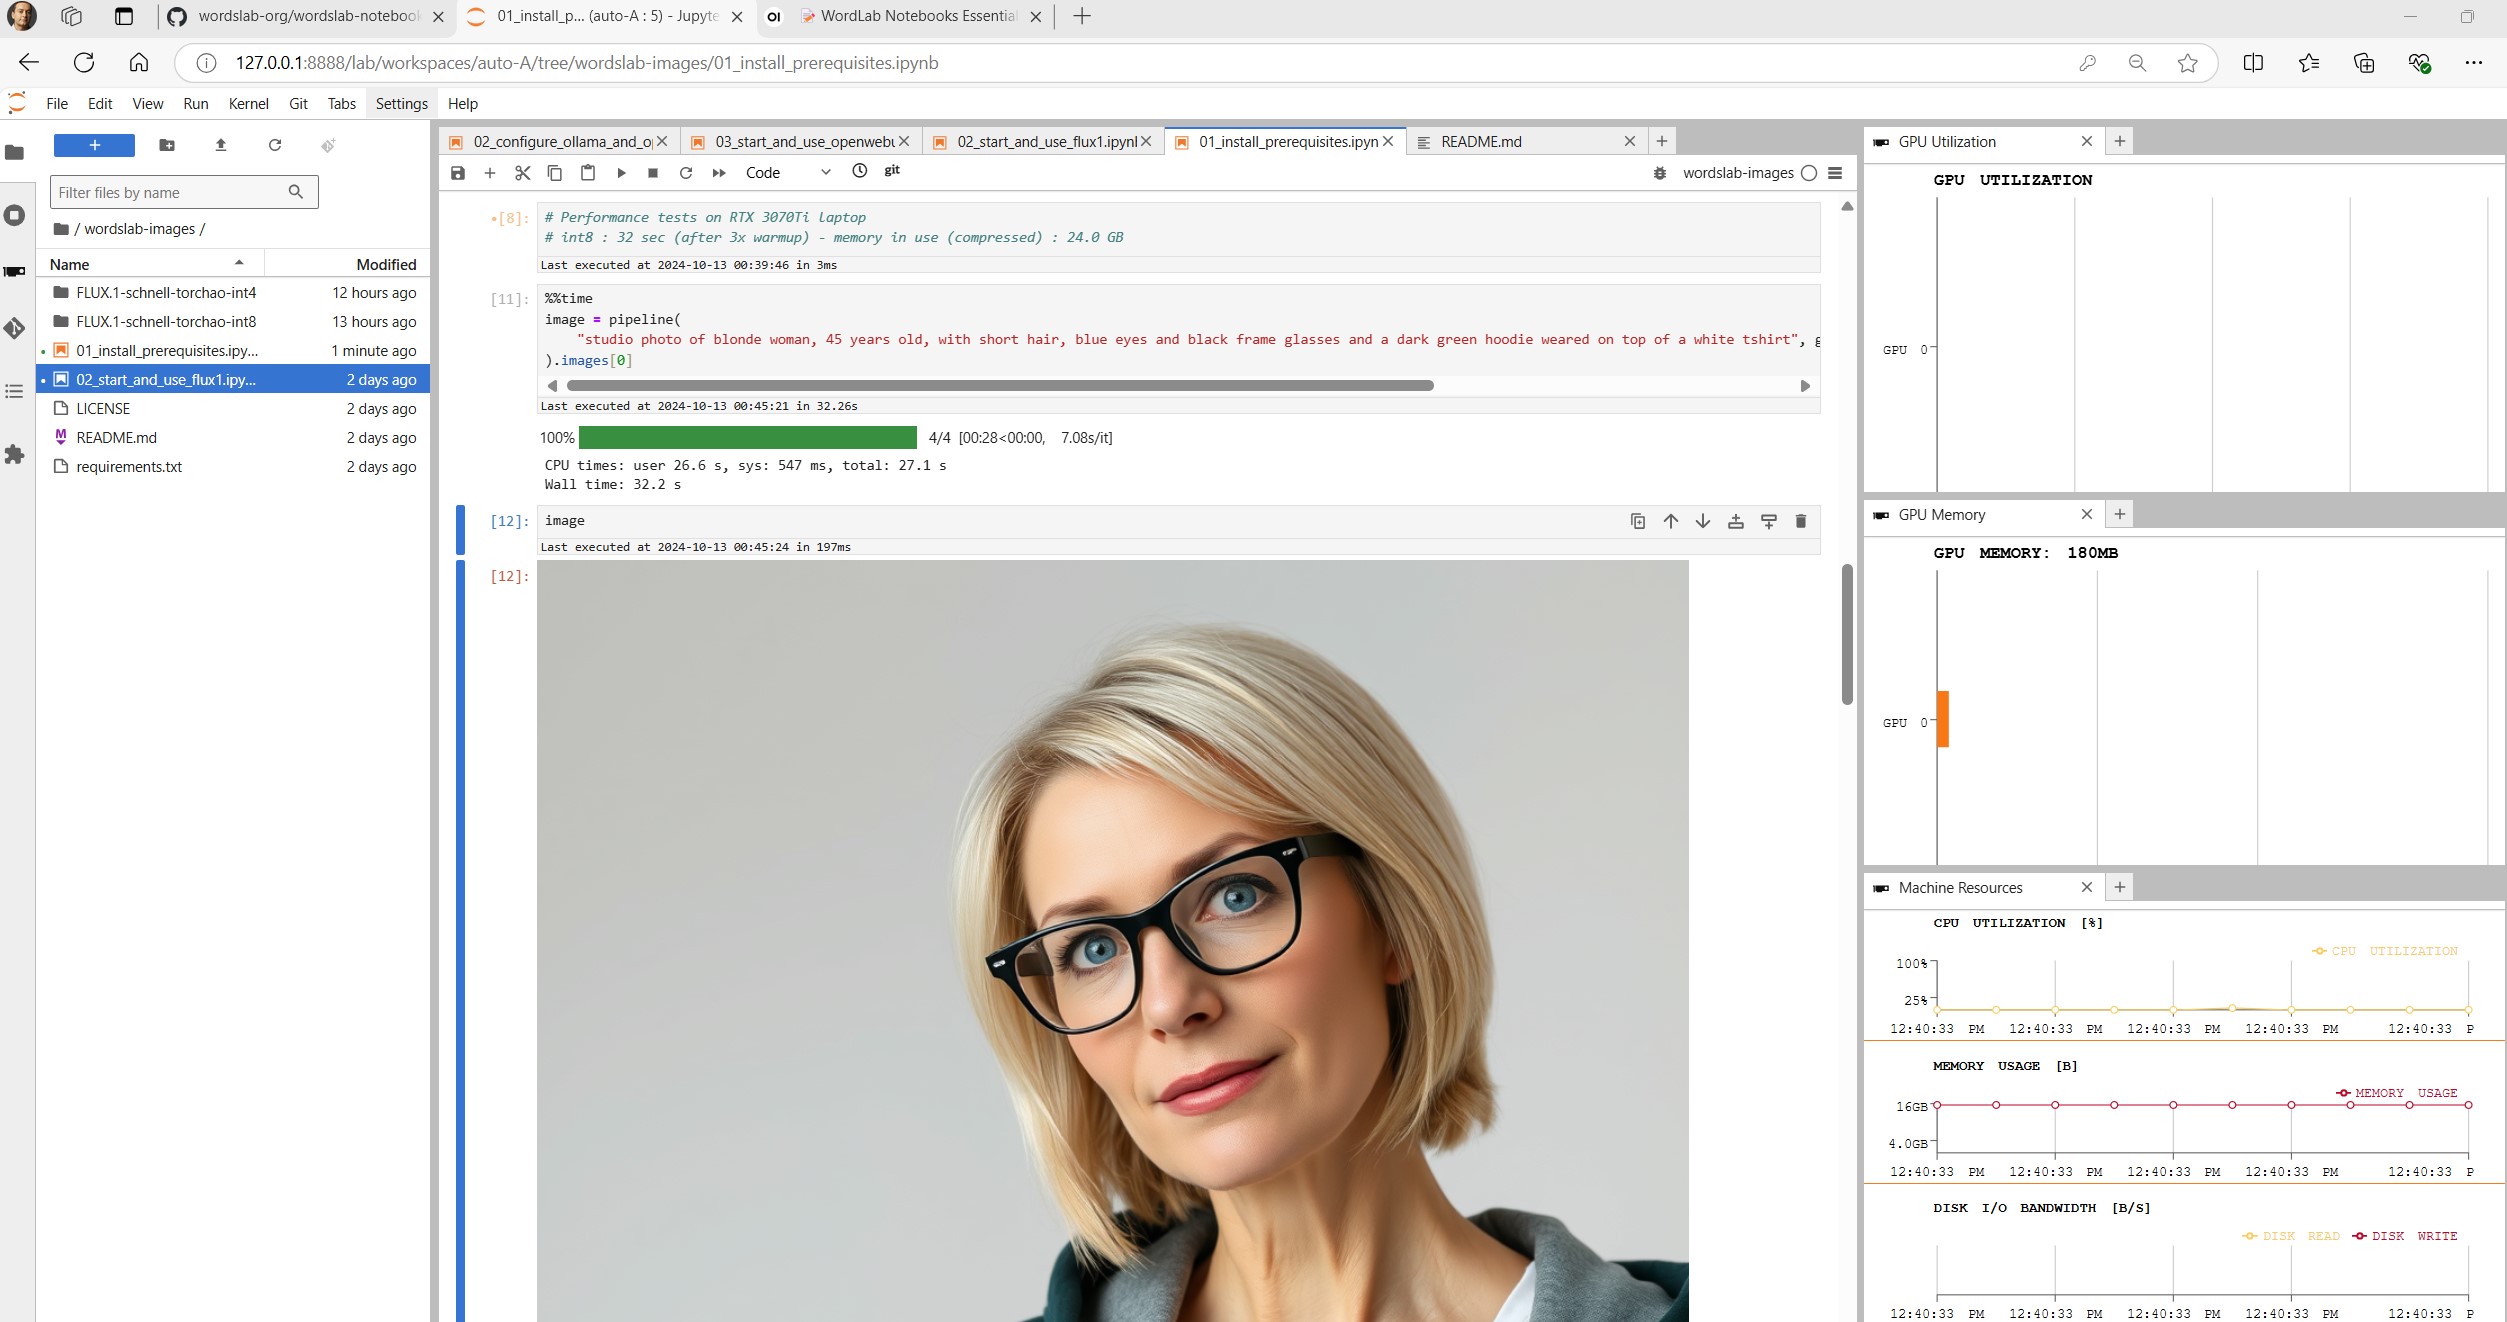 wordslab-org/wordslab-notebook
01_install_p... (auto-A : 5) - Jupyte
OI
WordLab Notebooks Essential
127.0.0.1:8888/lab/workspaces/auto-A/tree/wordslab-images/01_install_prerequisites.ipynb
File Edit View Run Kernel Git Tabs Settings Help
Filter files by name
/ wordslab-images /
Name Modified
FLUX.1-schnell-torchao-int4 12 hours ago
FLUX.1-schnell-torchao-int8 13 hours ago
01_install_prerequisites.ipy... 1 minute ago
02_start_and_use_flux1.ipy... 2 days ago
LICENSE 2 days ago
README.md 2 days ago
requirements.txt 2 days ago
02_configure_ollama_and_o
03_start_and_use_openwebu
02_start_and_use_flux1.ipynl
01_install_prerequisites.ipyn
README.md
Code
git
wordslab-images
[8]:
# Performance tests on RTX 3070Ti laptop
# int8 : 32 sec (after 3x warmup) - memory in use (compressed) : 24.0 GB
Last executed at 2024-10-13 00:39:46 in 3ms
[11]:
%%time
image = pipeline(
"studio photo of blonde woman, 45 years old, with short hair, blue eyes and black frame glasses and a dark green hoodie weared on top of a white tshirt", g
).images[0]
Last executed at 2024-10-13 00:45:21 in 32.26s
100% 4/4 [00:28<00:00, 7.08s/it]
CPU times: user 26.6 s, sys: 547 ms, total: 27.1 s
Wall time: 32.2 s
[12]:
image
Last executed at 2024-10-13 00:45:24 in 197ms
[12]:
GPU Utilization
GPU UTILIZATION
GPU 0
GPU Memory
GPU MEMORY: 180MB
GPU 0
Machine Resources
CPU UTILIZATION [%]
CPU UTILIZATION
100%
25%
12:40:33 PM 12:40:33 PM 12:40:33 PM 12:40:33 PM 12:40:33 P
MEMORY USAGE [B]
MEMORY USAGE
16GB
4.0GB
12:40:33 PM 12:40:33 PM 12:40:33 PM 12:40:33 PM 12:40:33 P
DISK I/O BANDWIDTH [B/S]
DISK READ DISK WRITE
12:40:33 PM 12:40:33 PM 12:40:33 PM 12:40:33 PM 12:40:33 P